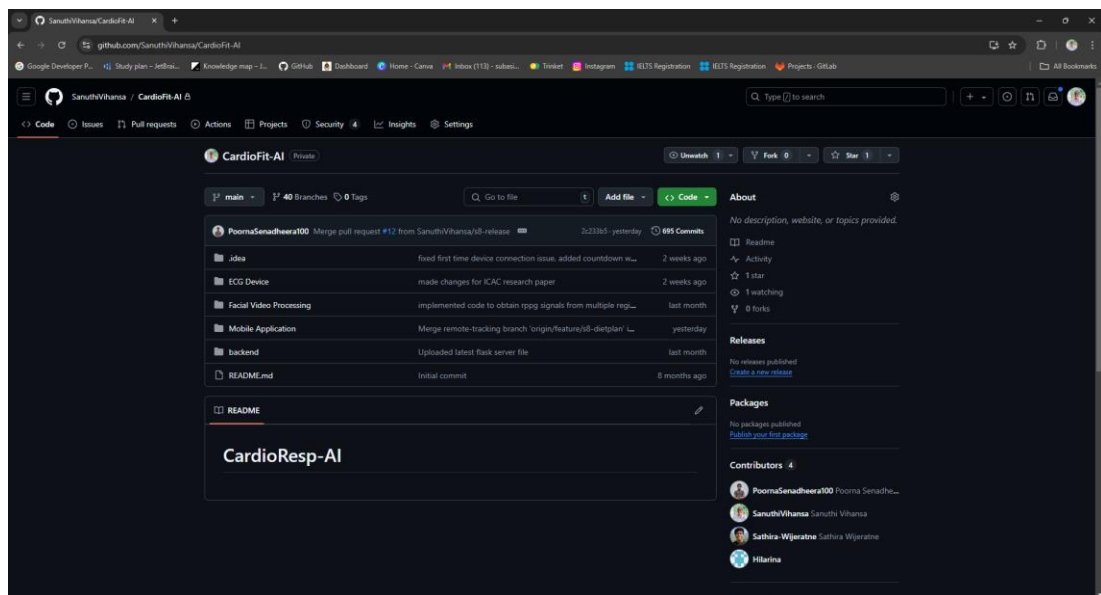 SanuthiVihansa/CardioFit-AI
github.com/SanuthiVihansa/CardioFit-AI
Google Developer P... Study plan – JetBrai... Knowledge map – J... GitHub Dashboard Home - Canva Inbox (113) - subasi... Trinket Instagram IELTS Registration IELTS Registration Projects · GitLab All Bookmarks
SanuthiVihansa / CardioFit-AI Type / to search
Code Issues Pull requests Actions Projects Security 4 Insights Settings
CardioFit-AI Private Unwatch 1 Fork 0 Star 1
main 40 Branches 0 Tags Go to file t Add file Code
PoornaSenadheera100 Merge pull request #12 from SanuthiVihansa/s8-release 2c233b5 · yesterday 695 Commits
.idea fixed first time device connection issue, added countdown w... 2 weeks ago
ECG Device made changes for ICAC research paper 2 weeks ago
Facial Video Processing implemented code to obtain rppg signals from multiple regi... last month
Mobile Application Merge remote-tracking branch 'origin/feature/s8-dietplan' i... yesterday
backend Uploaded latest flask server file last month
README.md Initial commit 8 months ago
README
CardioResp-AI
About
No description, website, or topics provided.
Readme
Activity
1 star
1 watching
0 forks
Releases
No releases published
Create a new release
Packages
No packages published
Publish your first package
Contributors 4
PoornaSenadheera100 Poorna Senadhe...
SanuthiVihansa Sanuthi Vihansa
Sathira-Wijeratne Sathira Wijeratne
Hilarina